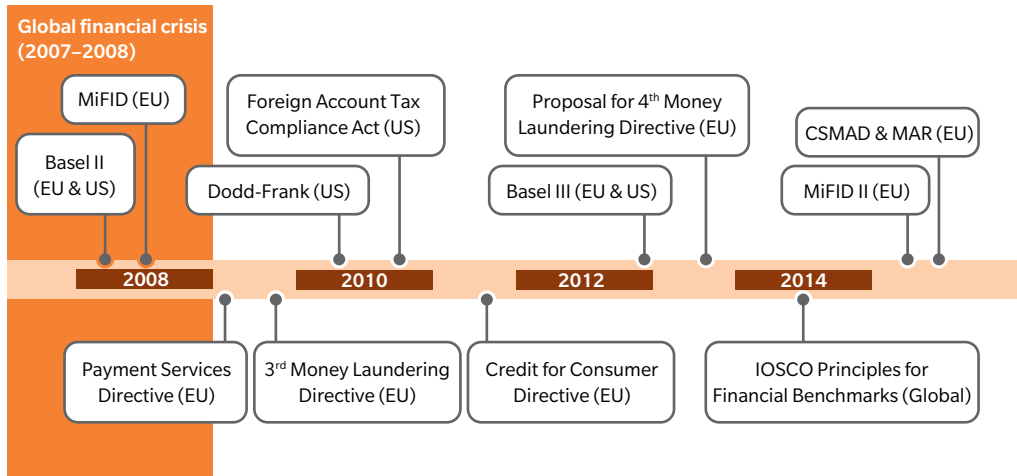 Global financial crisis
(2007–2008)
MiFID (EU)
Basel II
(EU & US)
Foreign Account Tax
Compliance Act (US)
Dodd-Frank (US)
Proposal for 4th Money
Laundering Directive (EU)
Basel III (EU & US)
CSMAD & MAR (EU)
MiFID II (EU)
2008
2010
2012
2014
Payment Services
Directive (EU)
3rd Money Laundering
Directive (EU)
Credit for Consumer
Directive (EU)
IOSCO Principles for
Financial Benchmarks (Global)